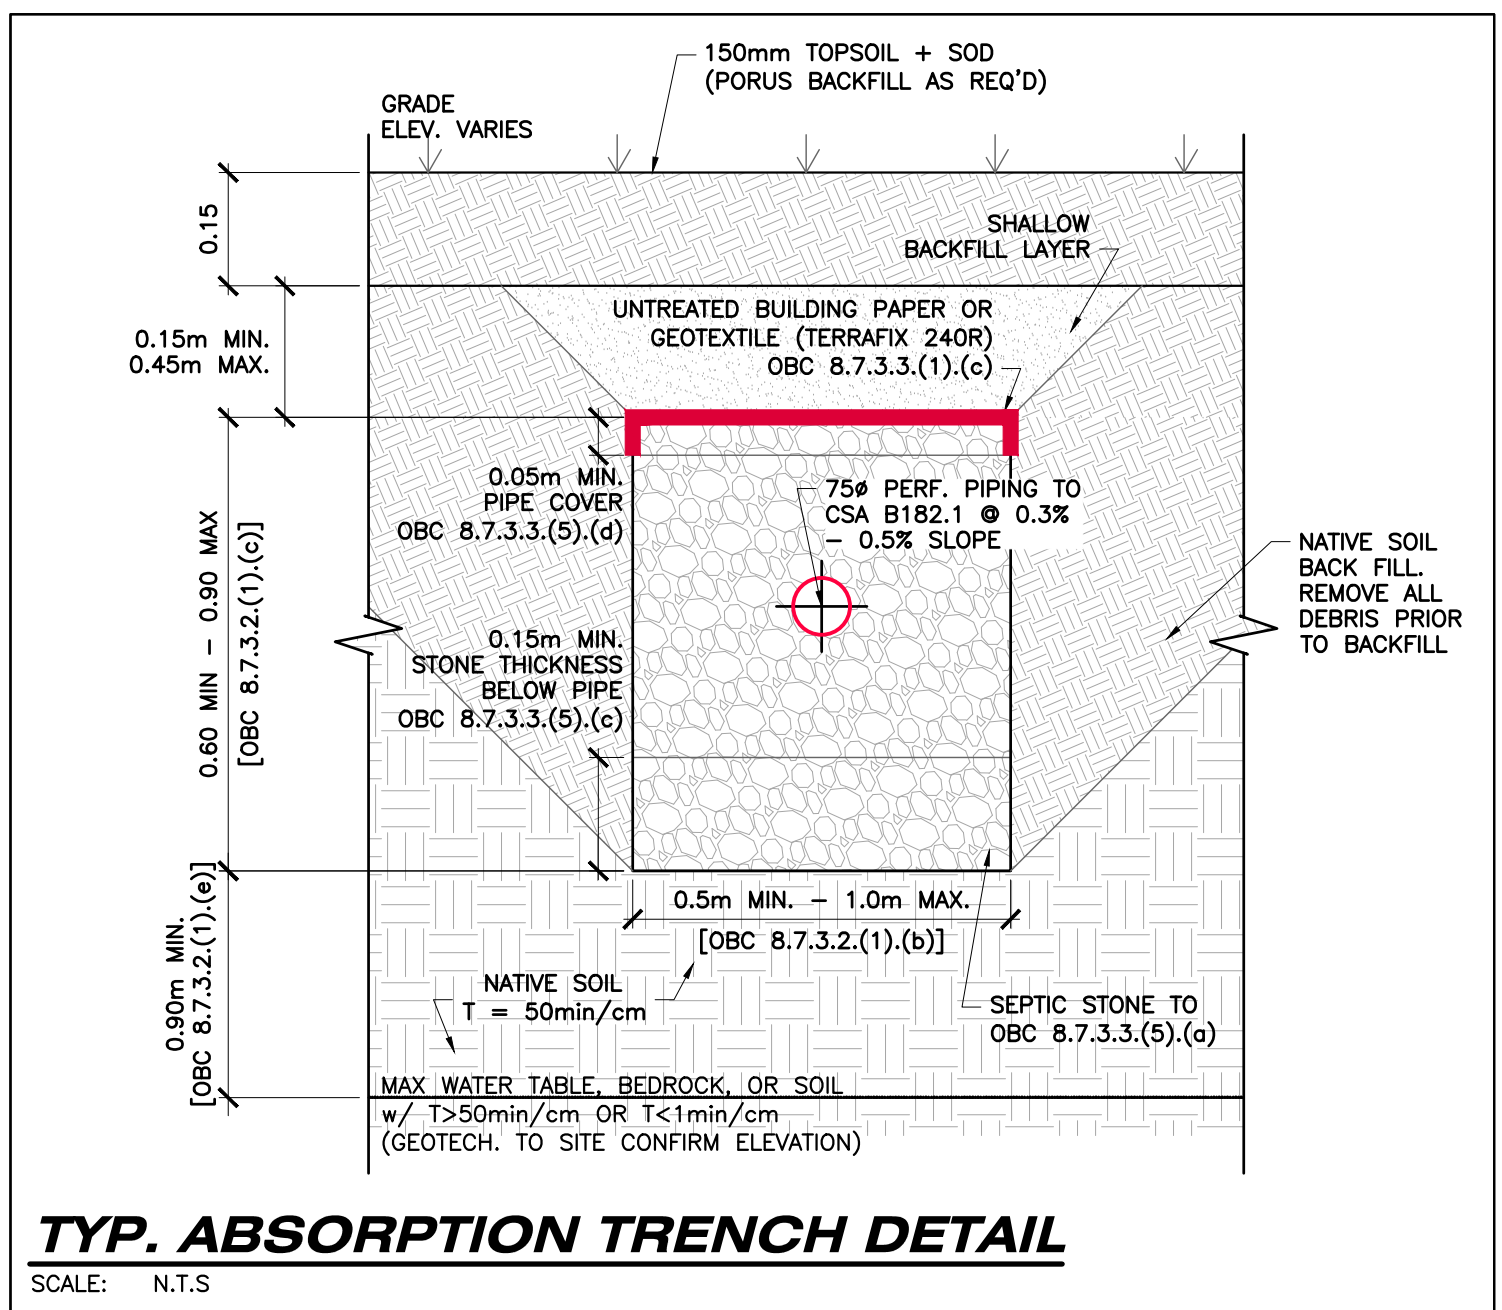 150mm TOPSOIL + SOD
(PORUS BACKFILL AS REQ'D)
GRADE
ELEV. VARIES
0.15
SHALLOW
BACKFILL LAYER
0.15m MIN.
0.45m MAX.
UNTREATED BUILDING PAPER OR
GEOTEXTILE (TERRAFIX 240R)
OBC 8.7.3.3.(1).(c)
0.05m MIN.
PIPE COVER
OBC 8.7.3.3.(5).(d)
75ø PERF. PIPING TO
CSA B182.1 @ 0.3%
- 0.5% SLOPE
0.60 MIN - 0.90 MAX
[OBC 8.7.3.2.(1).(c)]
NATIVE SOIL
BACK FILL.
REMOVE ALL
DEBRIS PRIOR
TO BACKFILL
0.15m MIN.
STONE THICKNESS
BELOW PIPE
OBC 8.7.3.3.(5).(c)
0.90m MIN.
[OBC 8.7.3.2.(1).(e)]
0.5m MIN. - 1.0m MAX.
[OBC 8.7.3.2.(1).(b)]
NATIVE SOIL
T = 50min/cm
SEPTIC STONE TO
OBC 8.7.3.3.(5).(a)
MAX WATER TABLE, BEDROCK, OR SOIL
w/ T>50min/cm OR T<1min/cm
(GEOTECH. TO SITE CONFIRM ELEVATION)
TYP. ABSORPTION TRENCH DETAIL
SCALE: N.T.S